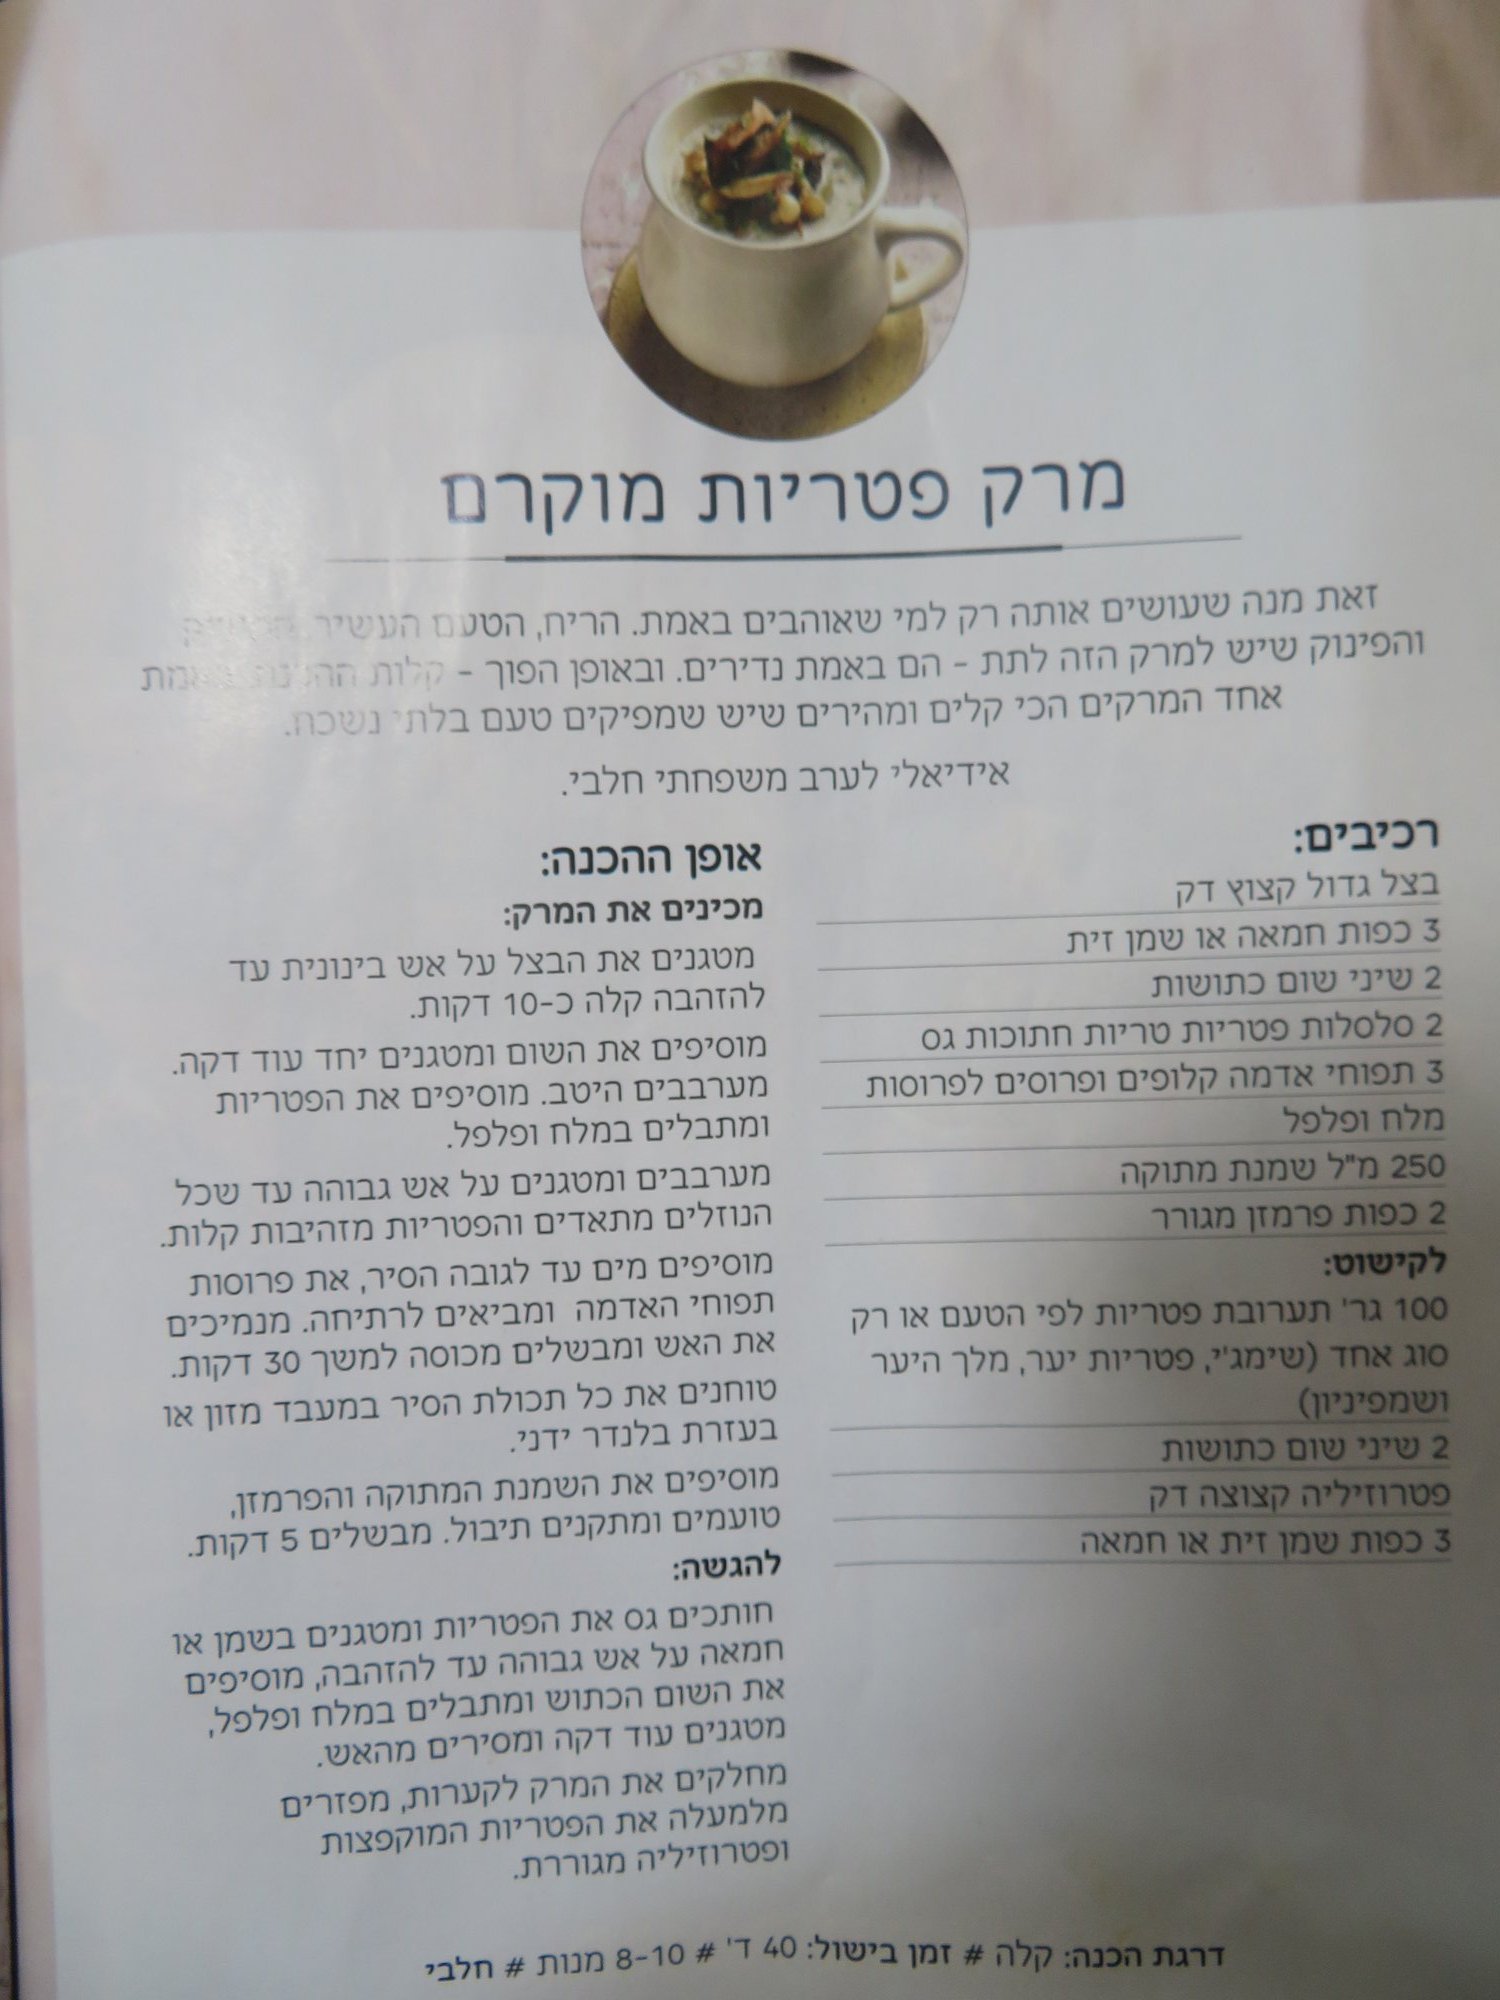 מרק פטריות מוקרם
זאת מנה שעושים אותה רק למי שאוהבים באמת. הריח, הטעם העשיר,
והפינוק שיש למרק הזה לתת - הם באמת נדירים. ובאופן הפוך - קלות
אחד המרקים הכי קלים ומהירים שיש שמפיקים טעם בלתי נשכח.
אידיאלי לערב משפחתי חלבי.
רכיבים:
בצל גדול קצוץ דק
3 כפות חמאה או שמן זית
2 שיני שום כתושות
2 סלסלות פטריות טריות חתוכות גס
3 תפוחי אדמה קלופים ופרוסים לפרוסות
מלח ופלפל
250 מ"ל שמנת מתוקה
2 כפות פרמזן מגורר
לקישוט:
100 גר' תערובת פטריות לפי הטעם או רק
סוג אחד (שימג'י, פטריות יער, מלך היער
ושמפיניון)
2 שיני שום כתושות
פטרוזיליה קצוצה דק
3 כפות שמן זית או חמאה
אופן ההכנה:
מכינים את המרק:
מטגנים את הבצל על אש בינונית עד
להזהבה קלה כ-10 דקות.
מוסיפים את השום ומטגנים יחד עוד דקה.
מערבבים היטב. מוסיפים את הפטריות
ומתבלים במלח ופלפל.
מערבבים ומטגנים על אש גבוהה עד שכל
הנוזלים מתאדים והפטריות מזהיבות קלות.
מוסיפים מים עד לגובה הסיר, את פרוסות
תפוחי האדמה ומביאים לרתיחה. מנמיכים
את האש ומבשלים מכוסה למשך 30 דקות.
טוחנים את כל תכולת הסיר במעבד מזון או
בעזרת בלנדר ידני.
מוסיפים את השמנת המתוקה והפרמזן,
טועמים ומתקנים תיבול. מבשלים 5 דקות.
להגשה:
חותכים גס את הפטריות ומטגנים בשמן או
חמאה על אש גבוהה עד להזהבה, מוסיפים
את השום הכתוש ומתבלים במלח ופלפל,
מטגנים עוד דקה ומסירים מהאש.
מחלקים את המרק לקערות, מפזרים
מלמעלה את הפטריות המוקפצות
ופטרוזיליה מגוררת.
דרגת הכנה: קלה # זמן בישול: 40 ד' # 8-10 מנות # חלבי